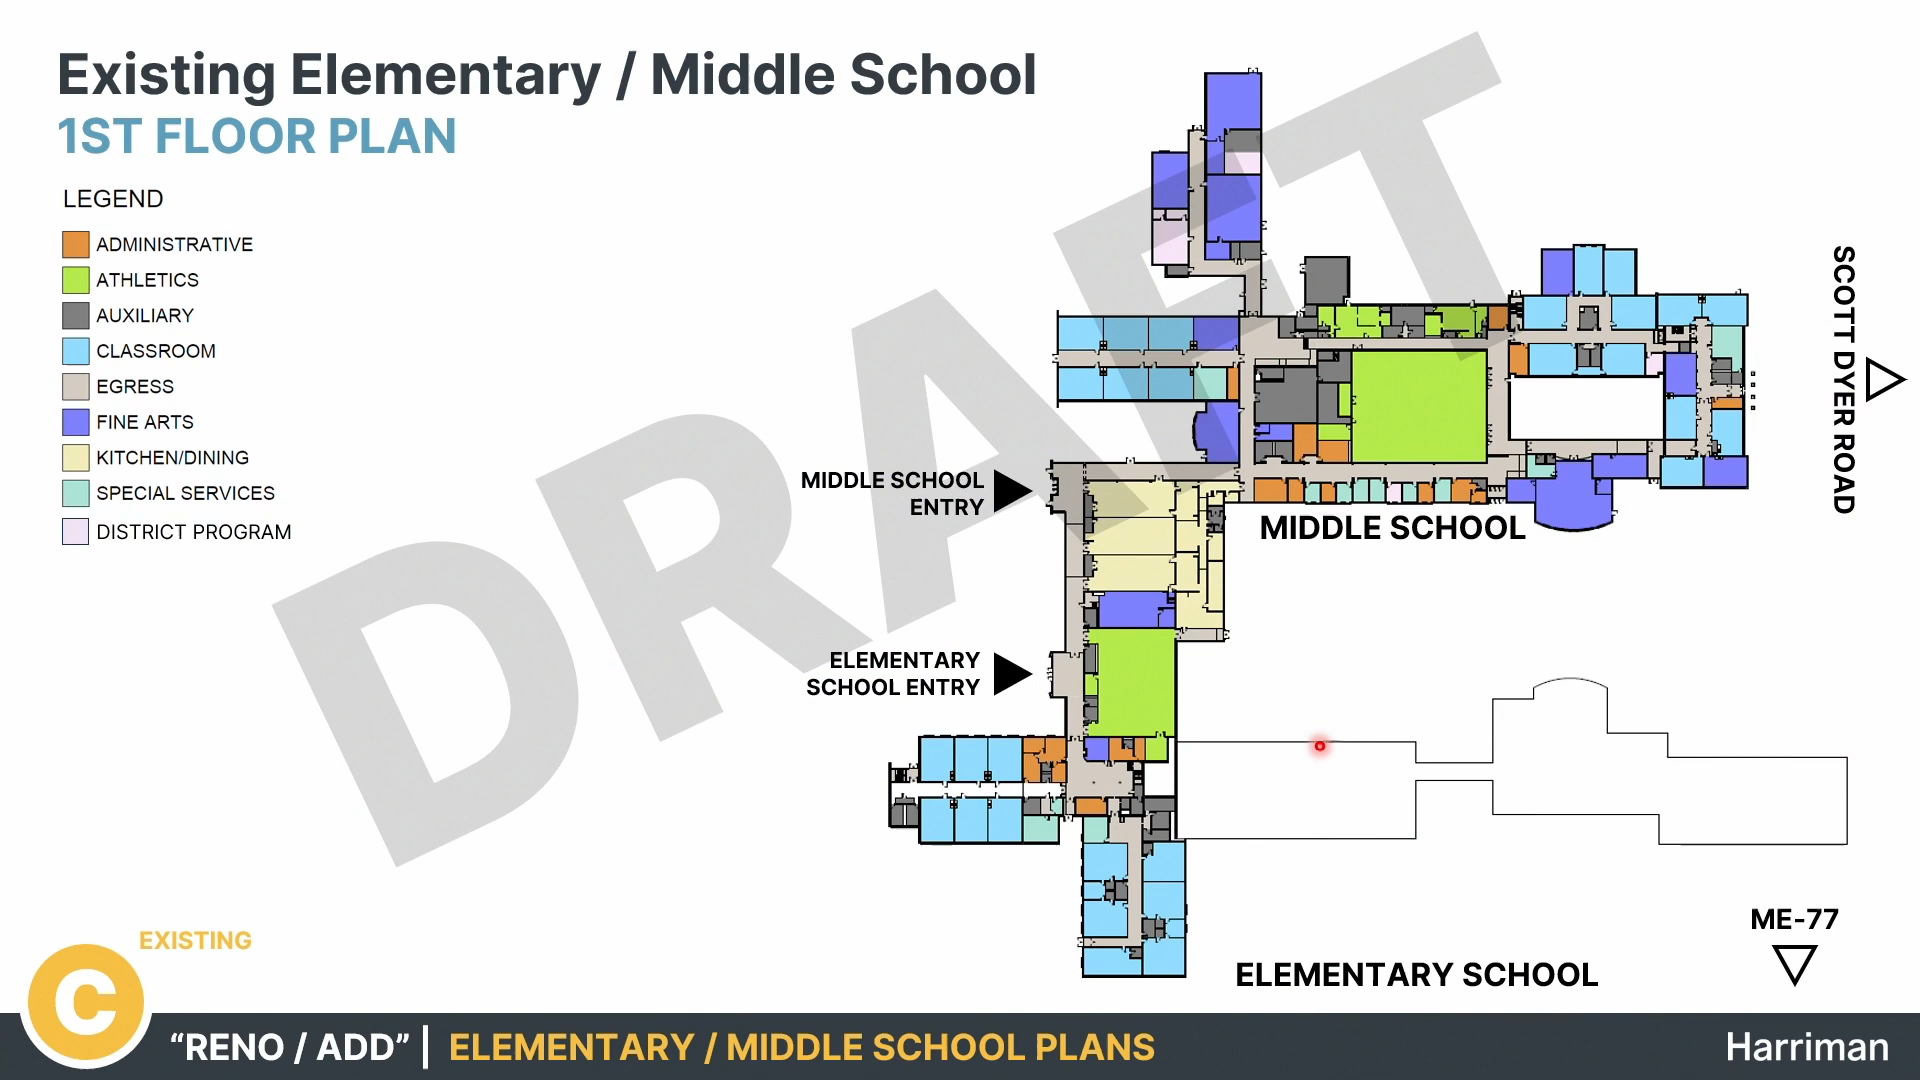 Existing Elementary / Middle School
1ST FLOOR PLAN
LEGEND
ADMINISTRATIVE
ATHLETICS
AUXILIARY
CLASSROOM
EGRESS
FINE ARTS
KITCHEN/DINING
SPECIAL SERVICES
DISTRICT PROGRAM
DRAFT
SCOTT DYER ROAD
MIDDLE SCHOOL
ENTRY
MIDDLE SCHOOL
ELEMENTARY
SCHOOL ENTRY
ME-77
ELEMENTARY SCHOOL
EXISTING
C
“RENO / ADD” | ELEMENTARY / MIDDLE SCHOOL PLANS
Harriman